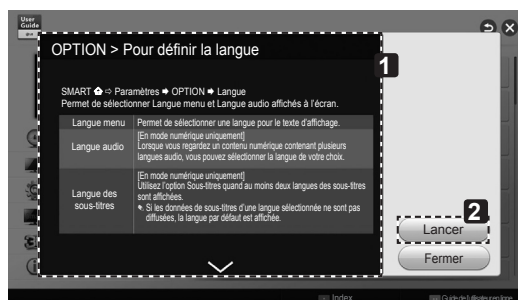 User
Guide
OPTION > Pour définir la langue
1
SMART ⇨ Paramètres ➡ OPTION ➡ Langue
Permet de sélectionner Langue menu et Langue audio affichés à l'écran.
Langue menu Permet de sélectionner une langue pour le texte d'affichage.
Langue audio [En mode numérique uniquement]
Lorsque vous regardez un contenu numérique contenant plusieurs
langues audio, vous pouvez sélectionner la langue de votre choix.
Langue des
sous-titres
[En mode numérique uniquement]
Utilisez l'option Sous-titres quand au moins deux langues des sous-titres
sont affichées.
Si les données de sous-titres d'une langue sélectionnée ne sont pas
diffusées, la langue par défaut est affichée.
2
Lancer
Fermer
Index
Guide de l'utilisateur en ligne